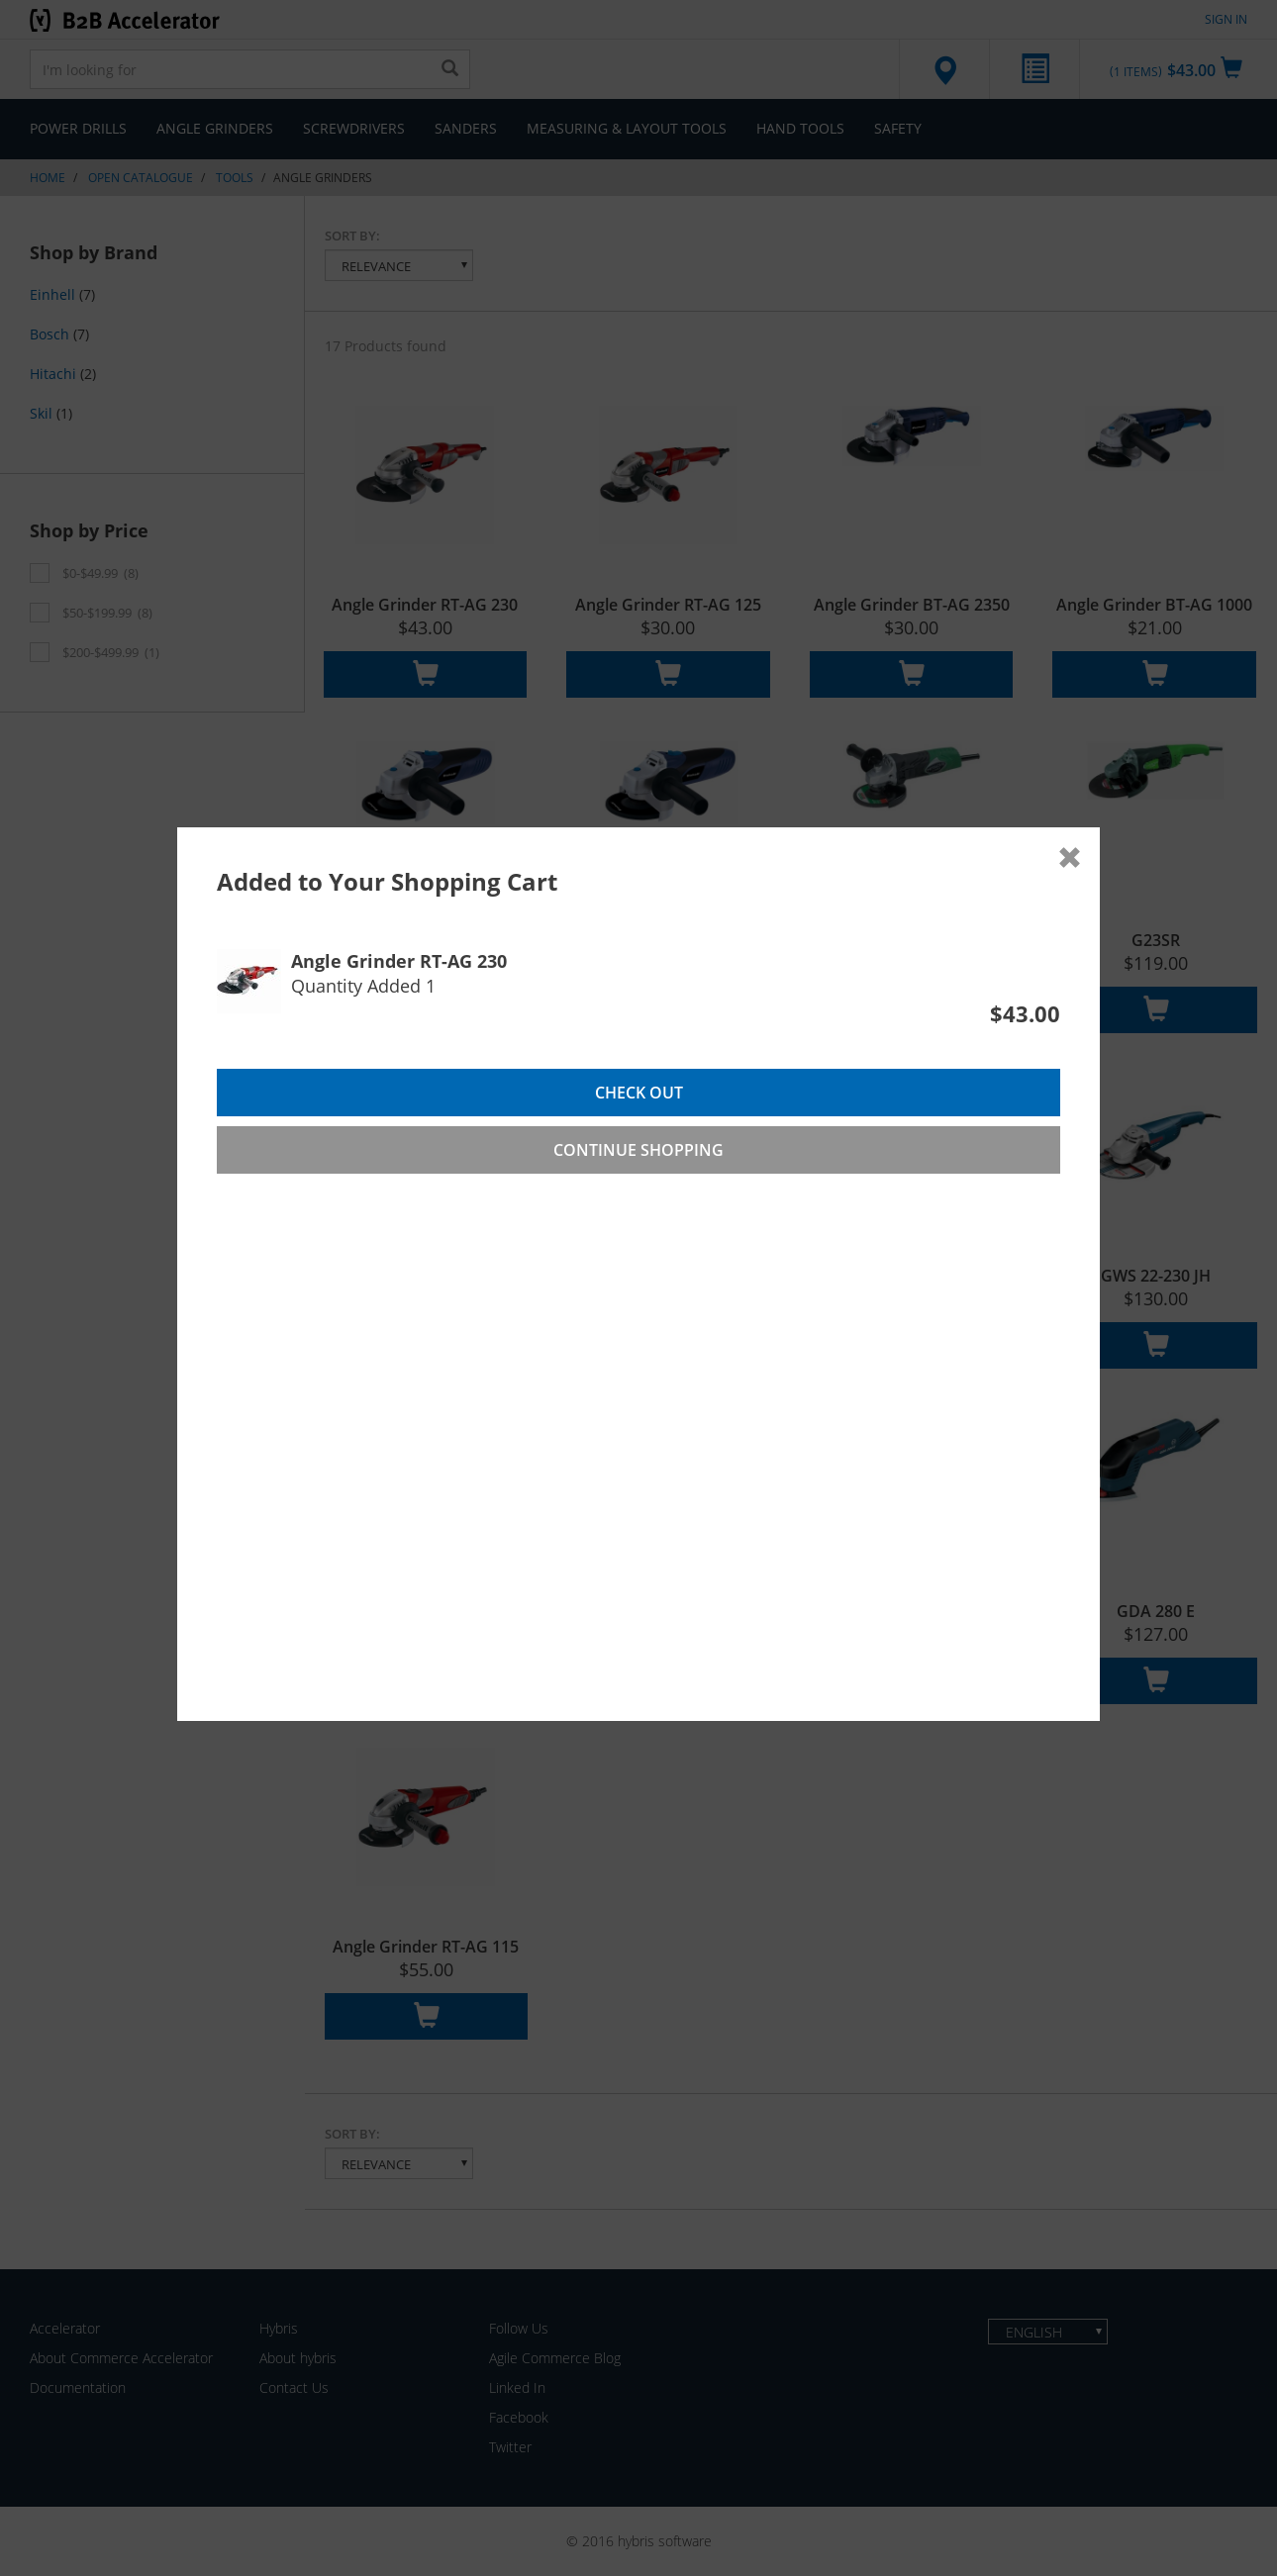 B2B Accelerator
SIGN IN
I'm looking for
(1 ITEMS) $43.00
POWER DRILLS ANGLE GRINDERS SCREWDRIVERS SANDERS MEASURING & LAYOUT TOOLS HAND TOOLS SAFETY
HOME / OPEN CATALOGUE / TOOLS / ANGLE GRINDERS
Shop by Brand
Einhell (7)
Bosch (7)
Hitachi (2)
Skil (1)
Shop by Price
$0-$49.99 (8)
$50-$199.99 (8)
$200-$499.99 (1)
SORT BY:
RELEVANCE
17 Products found
Angle Grinder RT-AG 230
$43.00
Angle Grinder RT-AG 125
$30.00
Angle Grinder BT-AG 2350
$30.00
Angle Grinder BT-AG 1000
$21.00
Added to Your Shopping Cart
Angle Grinder RT-AG 230
Quantity Added 1
$43.00
CHECK OUT
CONTINUE SHOPPING
G23SR
$119.00
GWS 22-230 JH
$130.00
GDA 280 E
$127.00
Angle Grinder RT-AG 115
$55.00
SORT BY:
RELEVANCE
Accelerator
About Commerce Accelerator
Documentation
Hybris
About hybris
Contact Us
Follow Us
Agile Commerce Blog
Linked In
Facebook
Twitter
ENGLISH
© 2016 hybris software